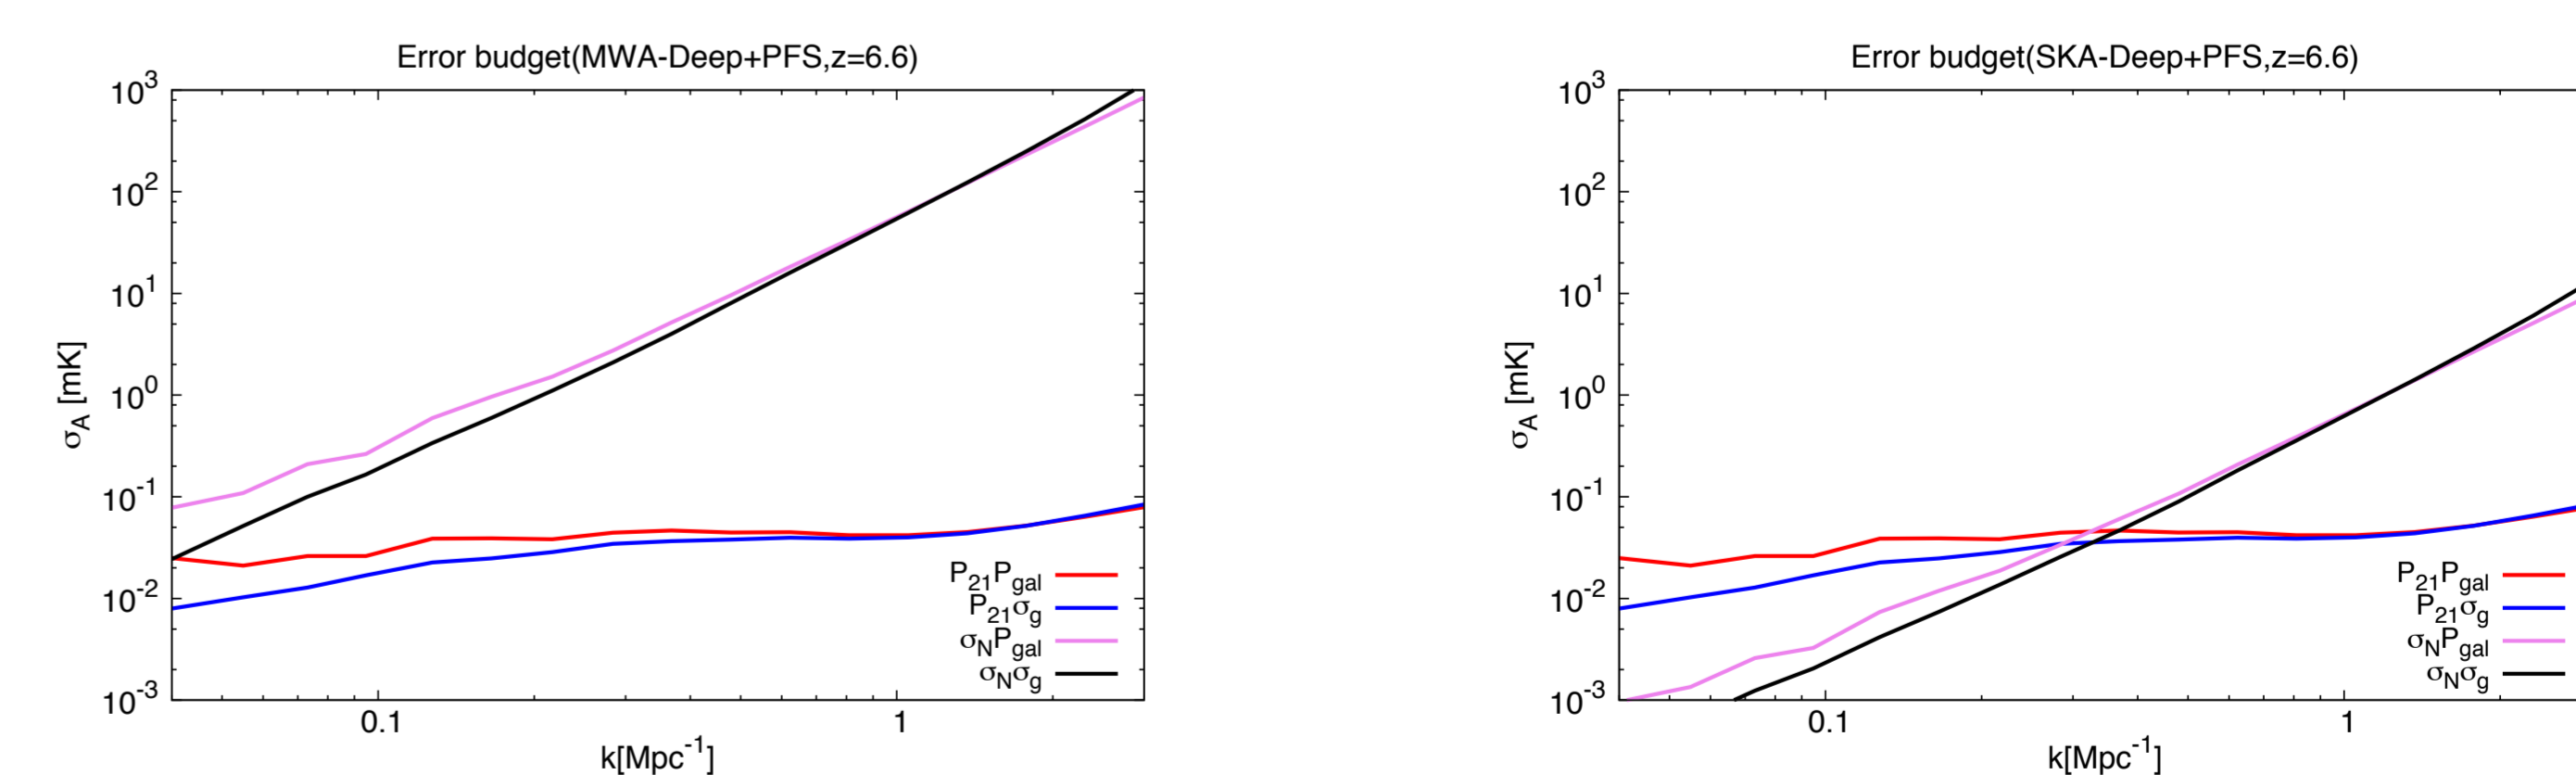 Error budget(MWA-Deep+PFS,z=6.6)
10^3
10^2
10^1
10^0
10^-1
10^-2
10^-3
σ_A [mK]
P_21P_gal
P_21σ_g
σ_NP_gal
σ_Nσ_g
0.1
1
k[Mpc^-1]
Error budget(SKA-Deep+PFS,z=6.6)
10^3
10^2
10^1
10^0
10^-1
10^-2
10^-3
σ_A [mK]
P_21P_gal
P_21σ_g
σ_NP_gal
σ_Nσ_g
0.1
1
k[Mpc^-1]